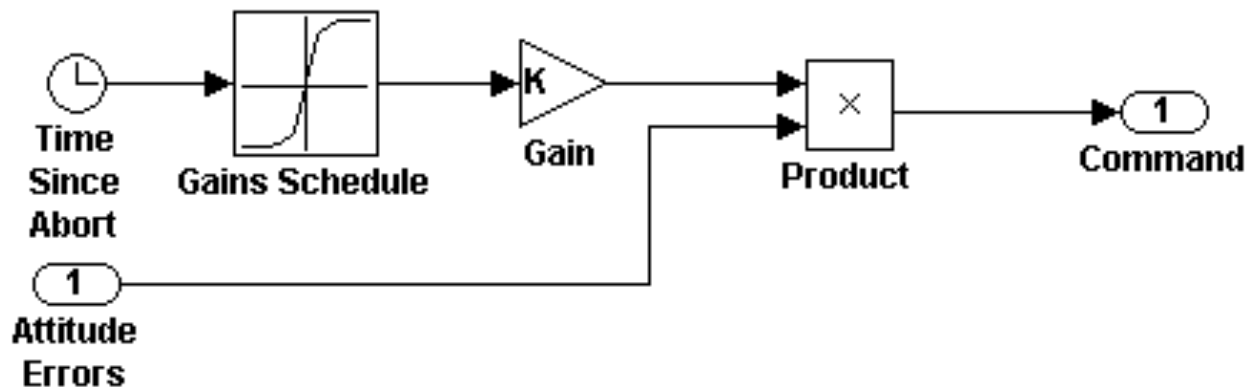 Time
Since
Abort
Gains Schedule
K
Gain
×
Product
1
Command
1
Attitude
Errors